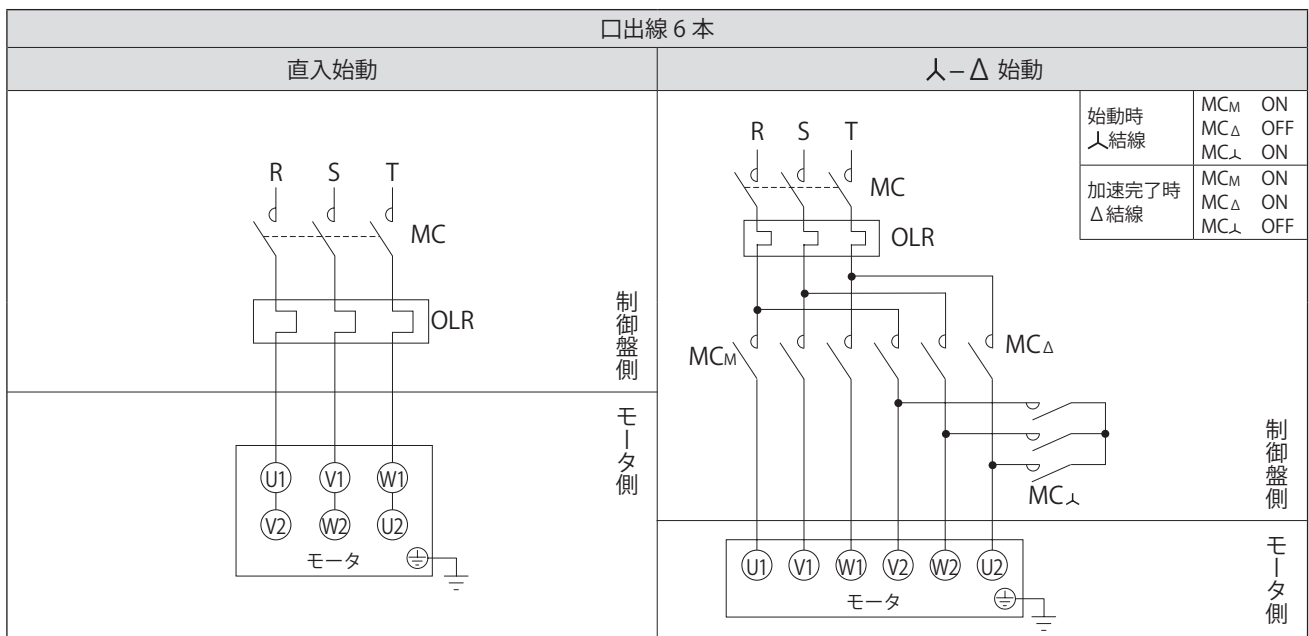 口出線 6 本
直入始動
R S T
MC
OLR
制御盤側
モータ側
U1 V1 W1
V2 W2 U2
モータ
人–Δ 始動
始動時
人結線
MCM ON
MCΔ OFF
MC人 ON
加速完了時
Δ結線
MCM ON
MCΔ ON
MC人 OFF
R S T
MC
OLR
MCM
MCΔ
MC人
制御盤側
モータ側
U1 V1 W1 V2 W2 U2
モータ